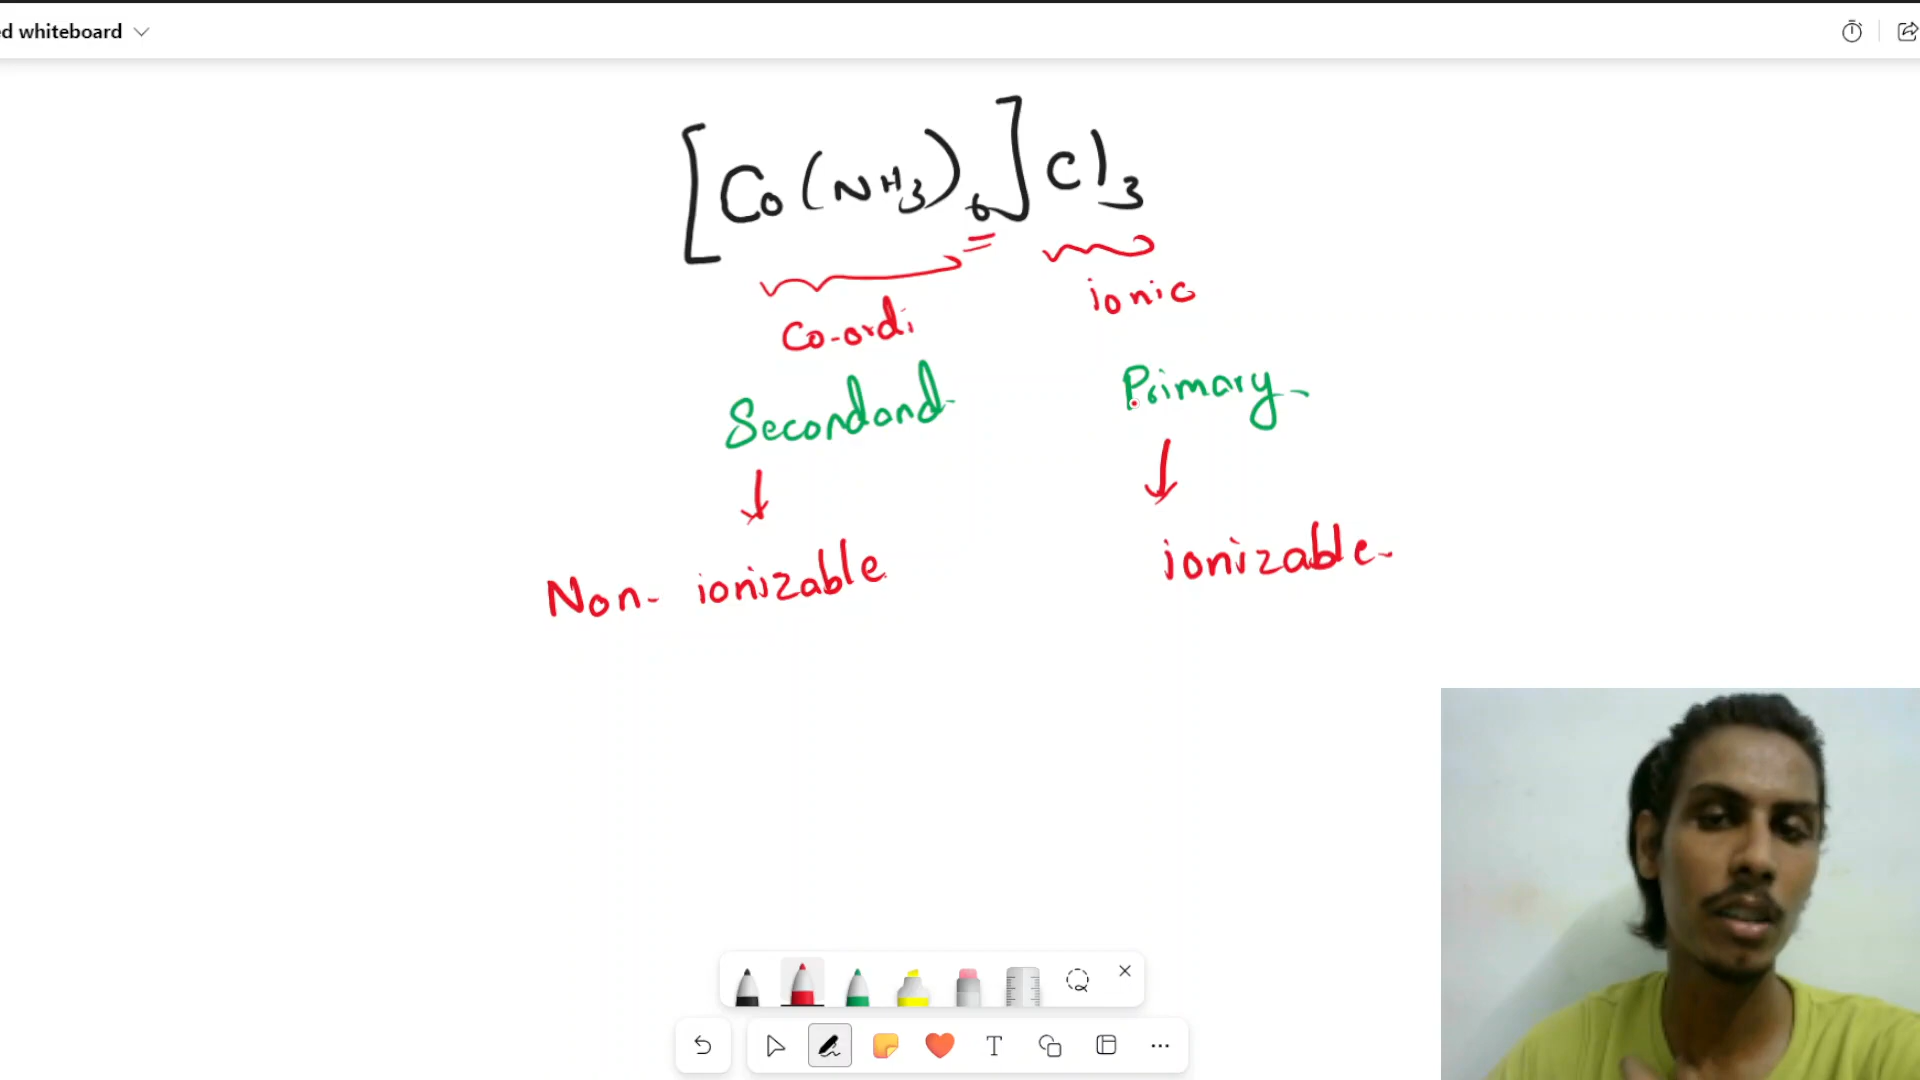 d whiteboard
[Co(NH3)6]Cl3
Co-ordi ionic
Secondand- Primary-
Non- ionizable ionizable-
T